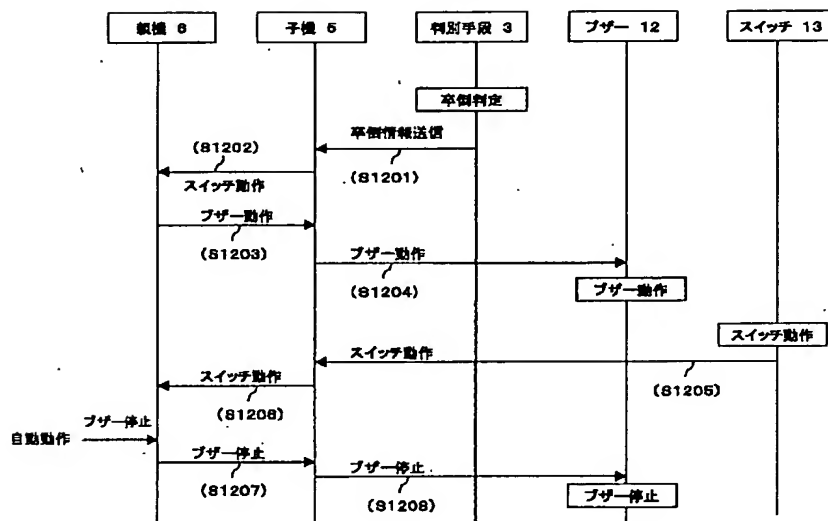 親機 6
子機 5
判別手段 3
ブザー 12
スイッチ 13
卒倒判定
卒倒情報送信
(S1202)
(S1201)
スイッチ動作
ブザー動作
(S1203)
ブザー動作
(S1204)
ブザー動作
スイッチ動作
スイッチ動作
(S1205)
スイッチ動作
(S1206)
ブザー停止
自動動作
ブザー停止
(S1207)
ブザー停止
(S1208)
ブザー停止